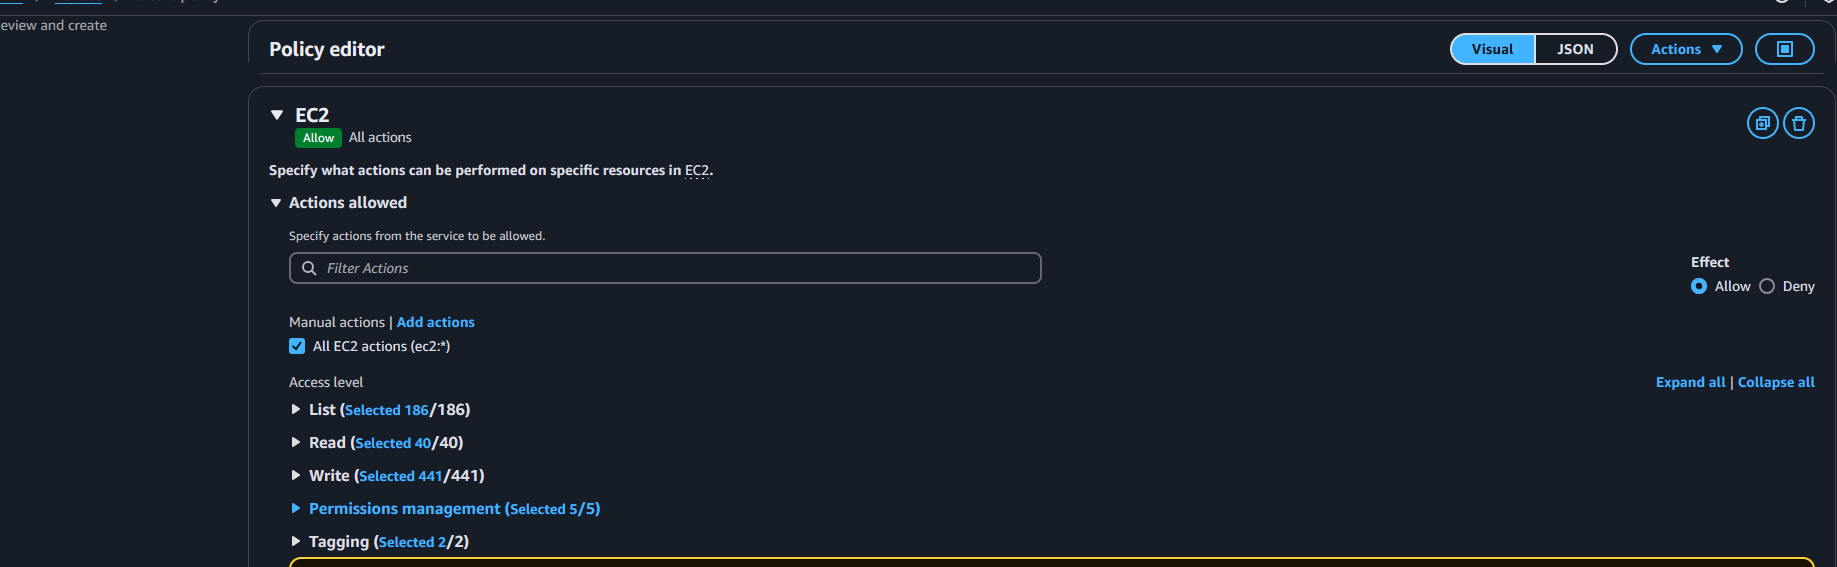 eview and create
Policy editor
Visual
JSON
Actions
EC2
Allow All actions
Specify what actions can be performed on specific resources in EC2.
Actions allowed
Specify actions from the service to be allowed.
Filter Actions
Effect
Allow Deny
Manual actions | Add actions
All EC2 actions (ec2:*)
Access level
Expand all | Collapse all
List (Selected 186/186)
Read (Selected 40/40)
Write (Selected 441/441)
Permissions management (Selected 5/5)
Tagging (Selected 2/2)